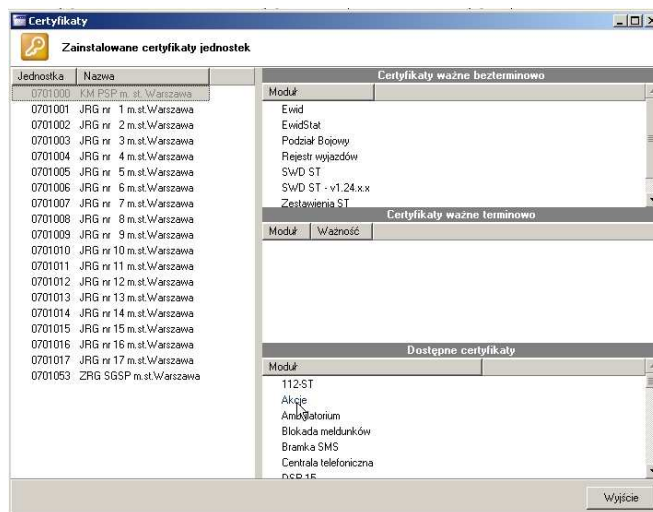 Certyfikaty
Zainstalowane certyfikaty jednostek
Jednostka Nazwa
0701000 KM PSP m. st. Warszawa
0701001 JRG nr 1 m.st.Warszawa
0701002 JRG nr 2 m.st.Warszawa
0701003 JRG nr 3 m.st.Warszawa
0701004 JRG nr 4 m.st.Warszawa
0701005 JRG nr 5 m.st.Warszawa
0701006 JRG nr 6 m.st.Warszawa
0701007 JRG nr 7 m.st.Warszawa
0701008 JRG nr 8 m.st.Warszawa
0701009 JRG nr 9 m.st.Warszawa
0701010 JRG nr 10 m.st.Warszawa
0701011 JRG nr 11 m.st.Warszawa
0701012 JRG nr 12 m.st.Warszawa
0701013 JRG nr 13 m.st.Warszawa
0701014 JRG nr 14 m.st.Warszawa
0701015 JRG nr 15 m.st.Warszawa
0701016 JRG nr 16 m.st.Warszawa
0701017 JRG nr 17 m.st.Warszawa
0701053 ZRG SGSP m.st.Warszawa
Certyfikaty ważne bezterminowo
Moduł
Ewid
EwidStat
Podział Bojowy
Rejestr wyjazdów
SWD ST
SWD ST - v1.24.x.x
Zestawienia ST
Certyfikaty ważne terminowo
Moduł Ważność
Dostępne certyfikaty
Moduł
112-ST
Akcje
Ambulatorium
Blokada meldunków
Bramka SMS
Centrala telefoniczna
DSP 15
Wyjście